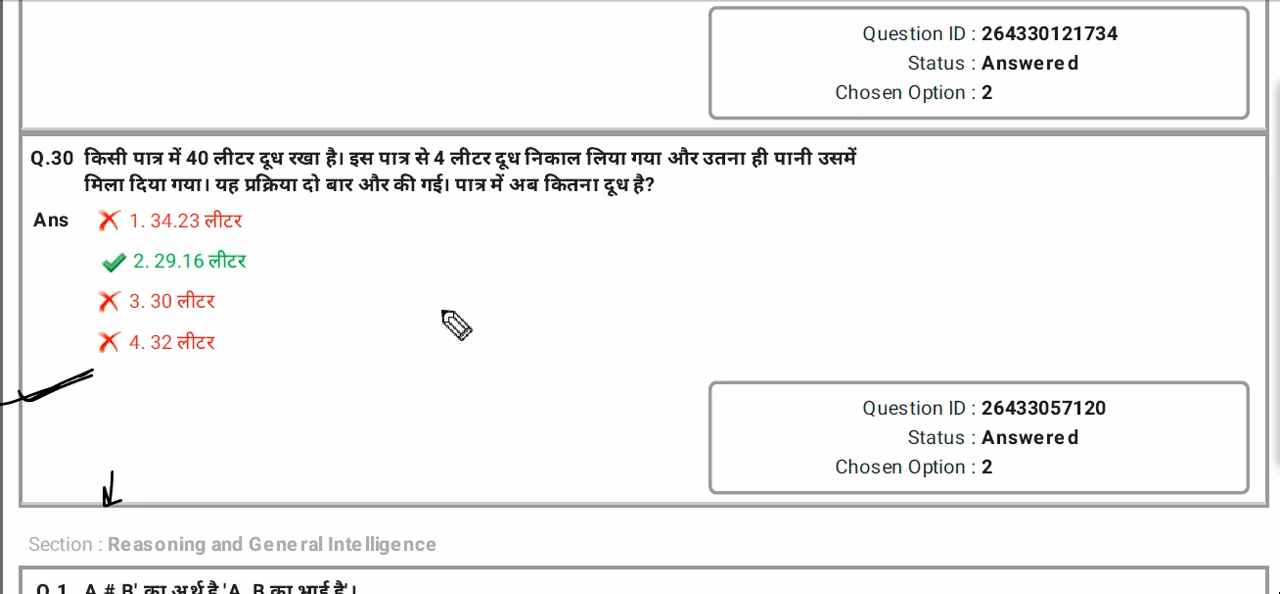 Question ID : 264330121734
Status : Answered
Chosen Option : 2
Q.30 किसी पात्र में 40 लीटर दूध रखा है। इस पात्र से 4 लीटर दूध निकाल लिया गया और उतना ही पानी उसमें
मिला दिया गया। यह प्रक्रिया दो बार और की गई। पात्र में अब कितना दूध है?
Ans 1. 34.23 लीटर
2. 29.16 लीटर
3. 30 लीटर
4. 32 लीटर
Question ID : 26433057120
Status : Answered
Chosen Option : 2
Section : Reasoning and General Intelligence
Q.1 A # B' का अर्थ है 'A, B का भाई है'।